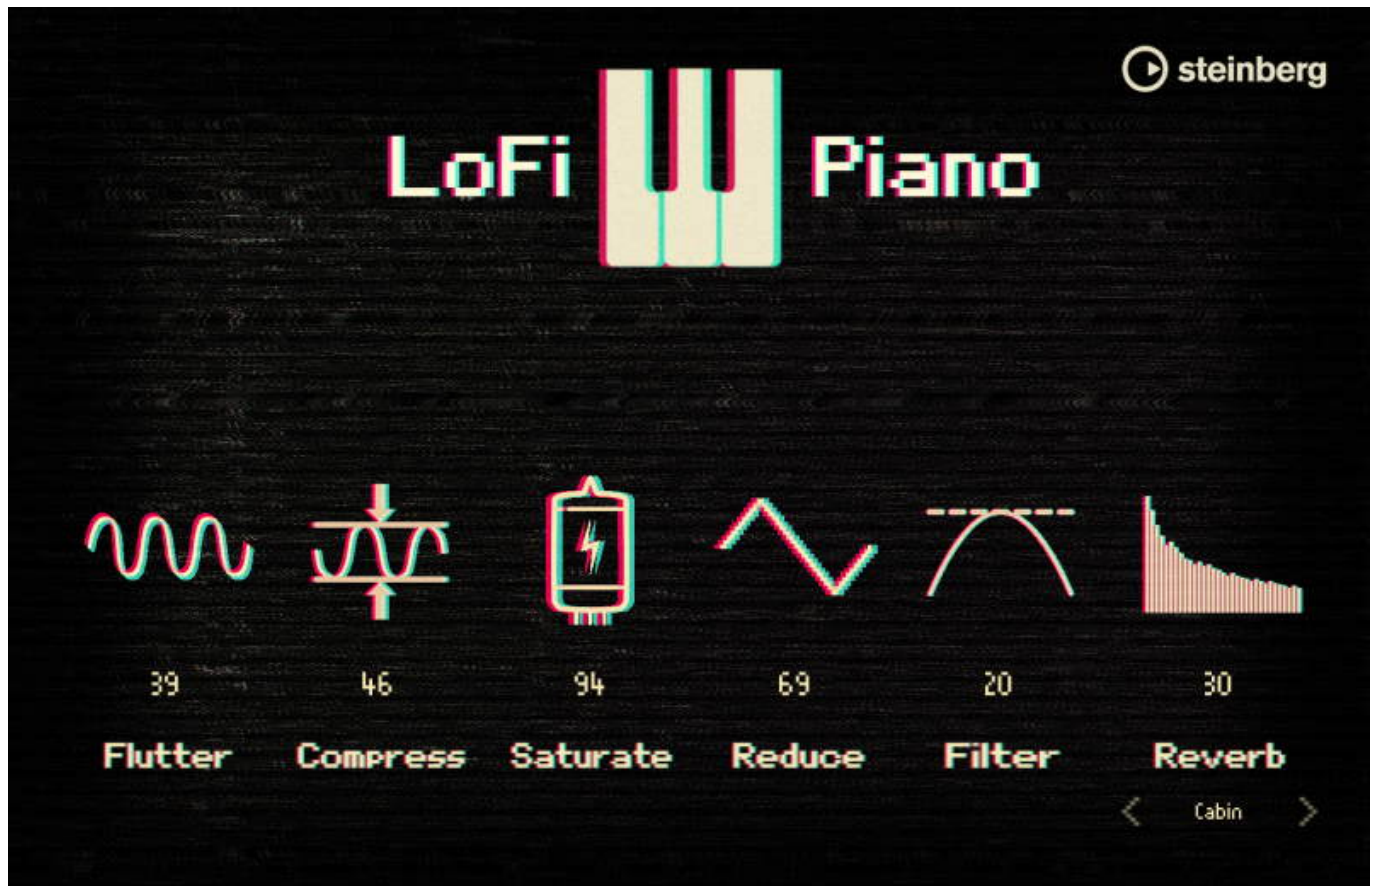 steinberg
LoFi Piano
39 46 94 69 20 30
Flutter Compress Saturate Reduce Filter Reverb
< Cabin >